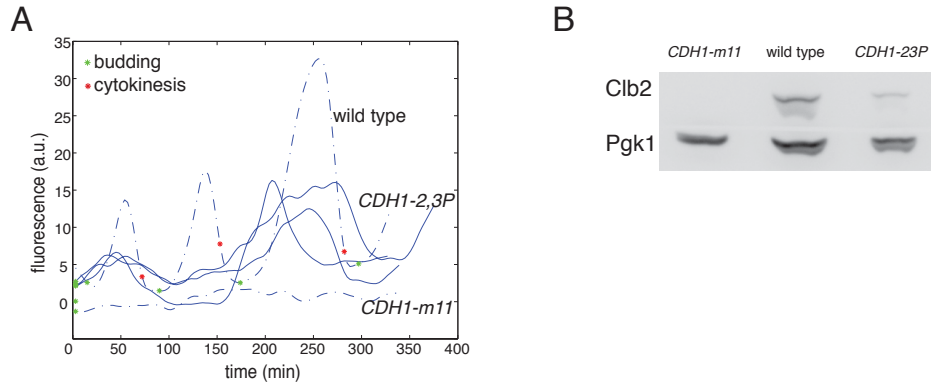 A
35
30
25
20
15
10
5
0
budding
cytokinesis
wild type
CDH1-2,3P
CDH1-m11
fluorescence (a.u.)
0 50 100 150 200 250 300 350 400
time (min)
B
CDH1-m11 wild type CDH1-23P
Clb2
Pgk1